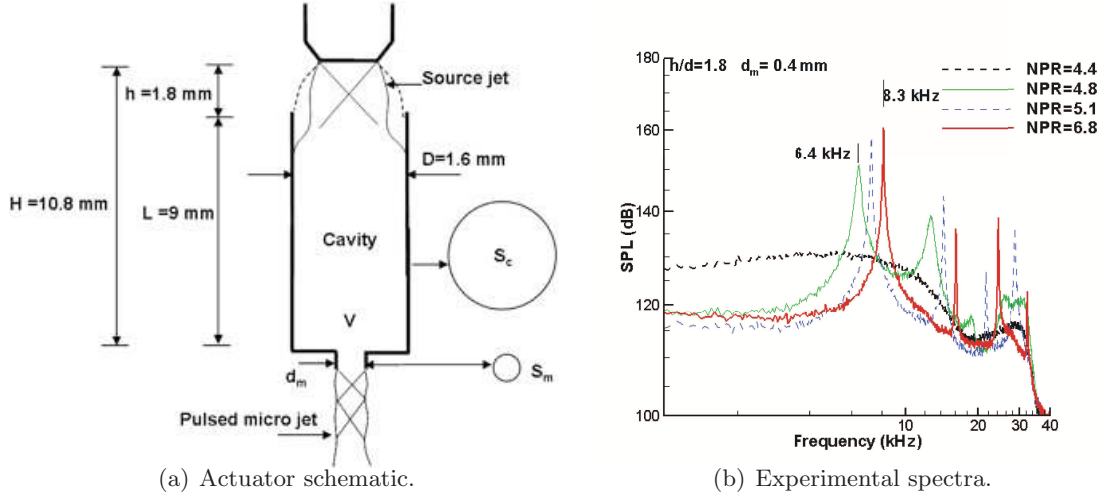 h =1.8 mm
Source jet
D=1.6 mm
H =10.8 mm
L =9 mm
Cavity
S_c
V
d_m
S_m
Pulsed micro jet
(a) Actuator schematic.
180
h/d=1.8 d_m= 0.4 mm
NPR=4.4
NPR=4.8
NPR=5.1
NPR=6.8
160
8.3 kHz
6.4 kHz
150
140
SPL (dB)
130
120
100
10
20
30
40
Frequency (kHz)
(b) Experimental spectra.